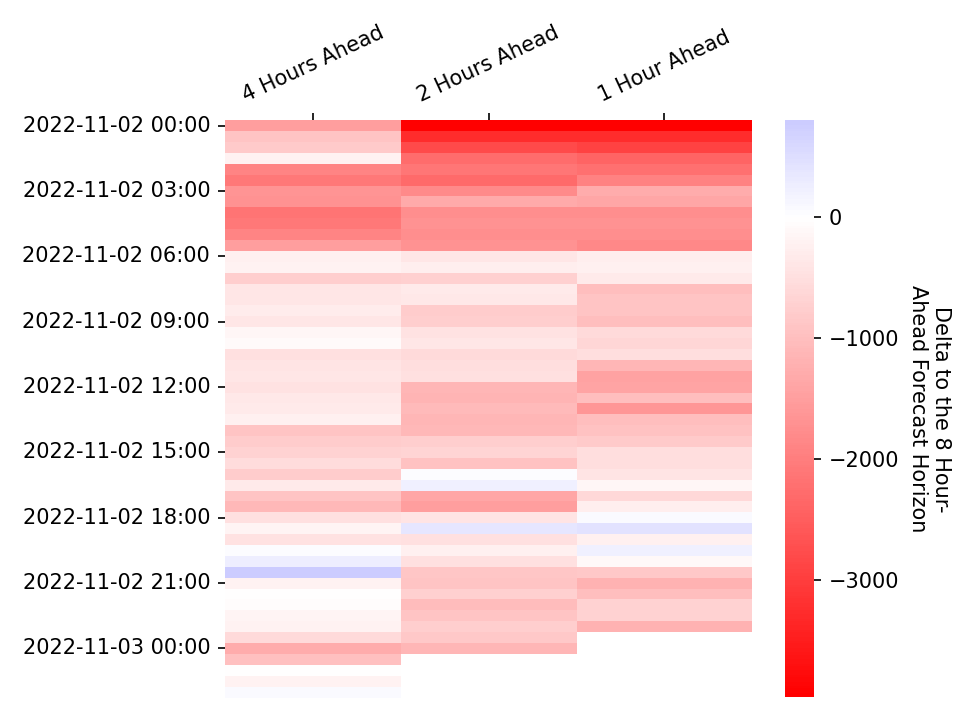 4 Hours Ahead
2 Hours Ahead
1 Hour Ahead
2022-11-02 00:00
2022-11-02 03:00
2022-11-02 06:00
2022-11-02 09:00
2022-11-02 12:00
2022-11-02 15:00
2022-11-02 18:00
2022-11-02 21:00
2022-11-03 00:00
0
−1000
−2000
−3000
Delta to the 8 Hour-
Ahead Forecast Horizon